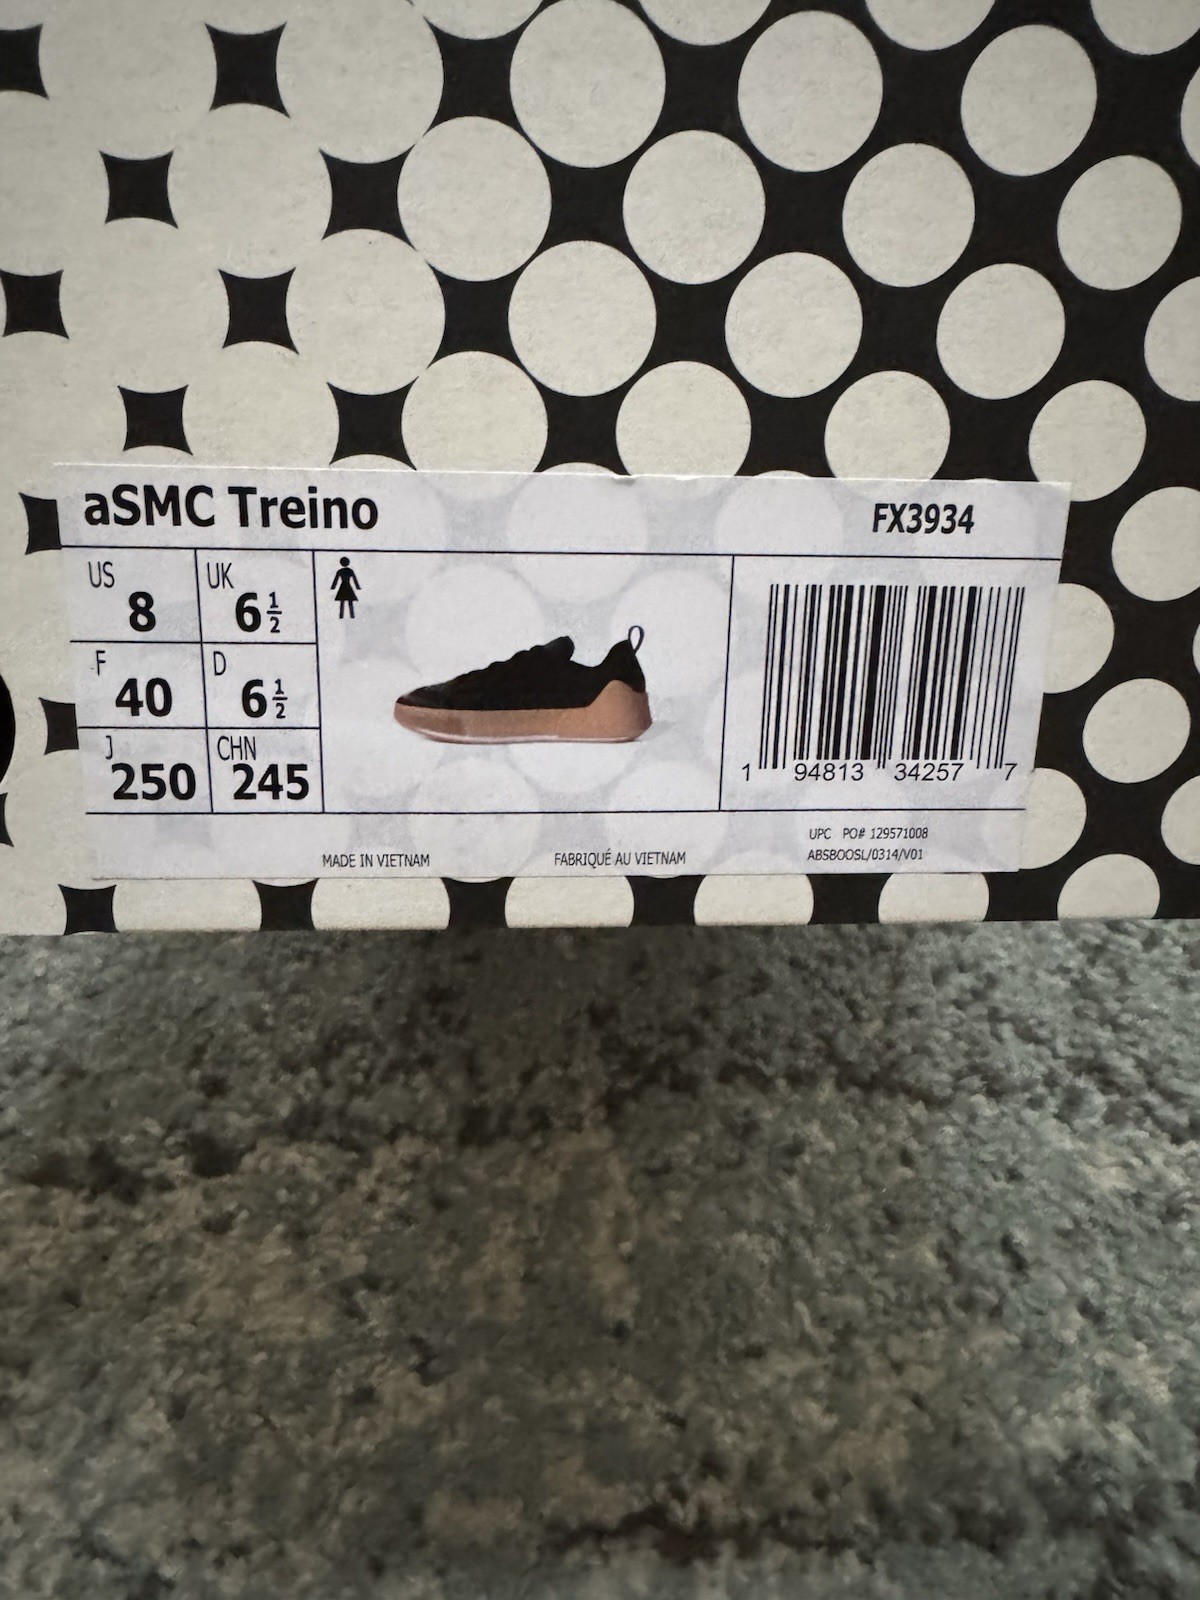 aSMC Treino
FX3934
US
8
UK
6 1/2
F
40
D
6 1/2
J
250
CHN
245
1 94813 34257 7
UPC PO# 129571008
ABSBOOSL/0314/V01
MADE IN VIETNAM
FABRIQUÉ AU VIETNAM